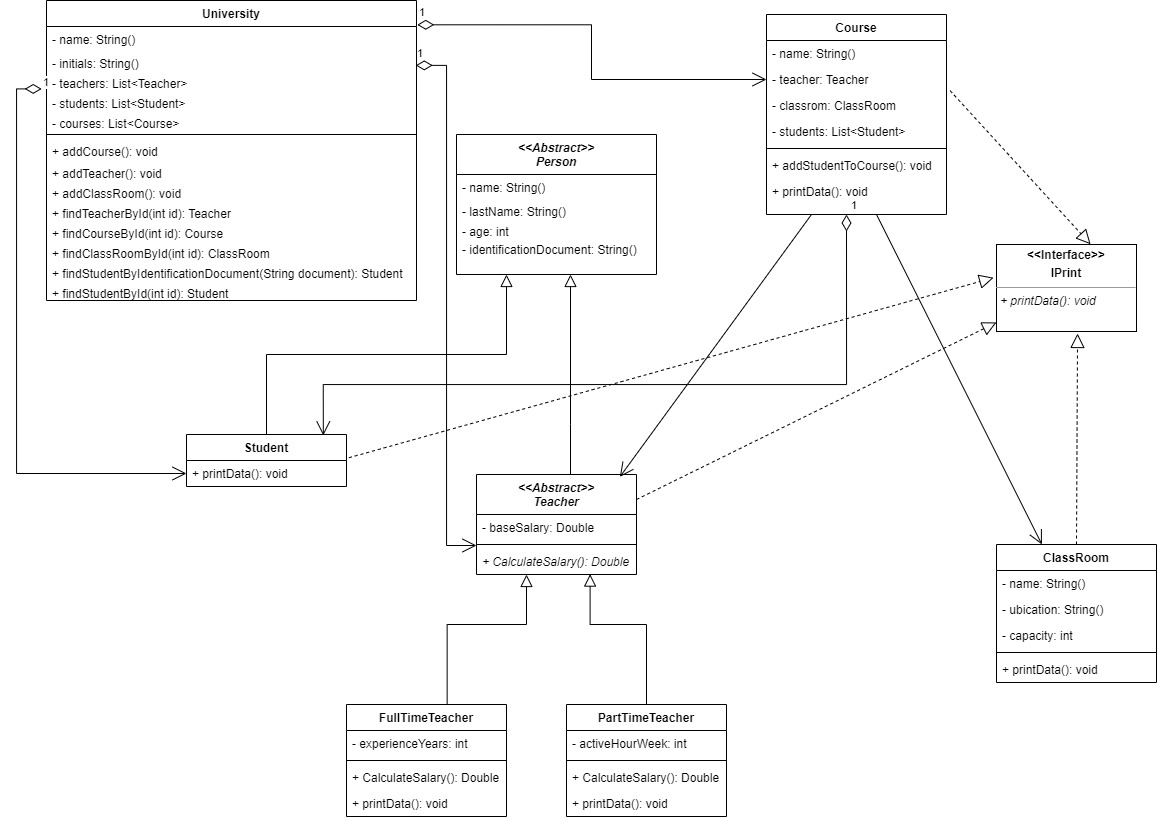 University
- name: String()
- initials: String()
- teachers: List<Teacher>
- students: List<Student>
- courses: List<Course>
+ addCourse(): void
+ addTeacher(): void
+ addClassRoom(): void
+ findTeacherById(int id): Teacher
+ findCourseById(int id): Course
+ findClassRoomById(int id): ClassRoom
+ findStudentByIdentificationDocument(String document): Student
+ findStudentById(int id): Student
1
1
1
Course
- name: String()
- teacher: Teacher
- classrom: ClassRoom
- students: List<Student>
+ addStudentToCourse(): void
+ printData(): void
1
<<Abstract>>
Person
- name: String()
- lastName: String()
- age: int
- identificationDocument: String()
<<Interface>>
IPrint
+ printData(): void
Student
+ printData(): void
<<Abstract>>
Teacher
- baseSalary: Double
+ CalculateSalary(): Double
ClassRoom
- name: String()
- ubication: String()
- capacity: int
+ printData(): void
FullTimeTeacher
- experienceYears: int
+ CalculateSalary(): Double
+ printData(): void
PartTimeTeacher
- activeHourWeek: int
+ CalculateSalary(): Double
+ printData(): void